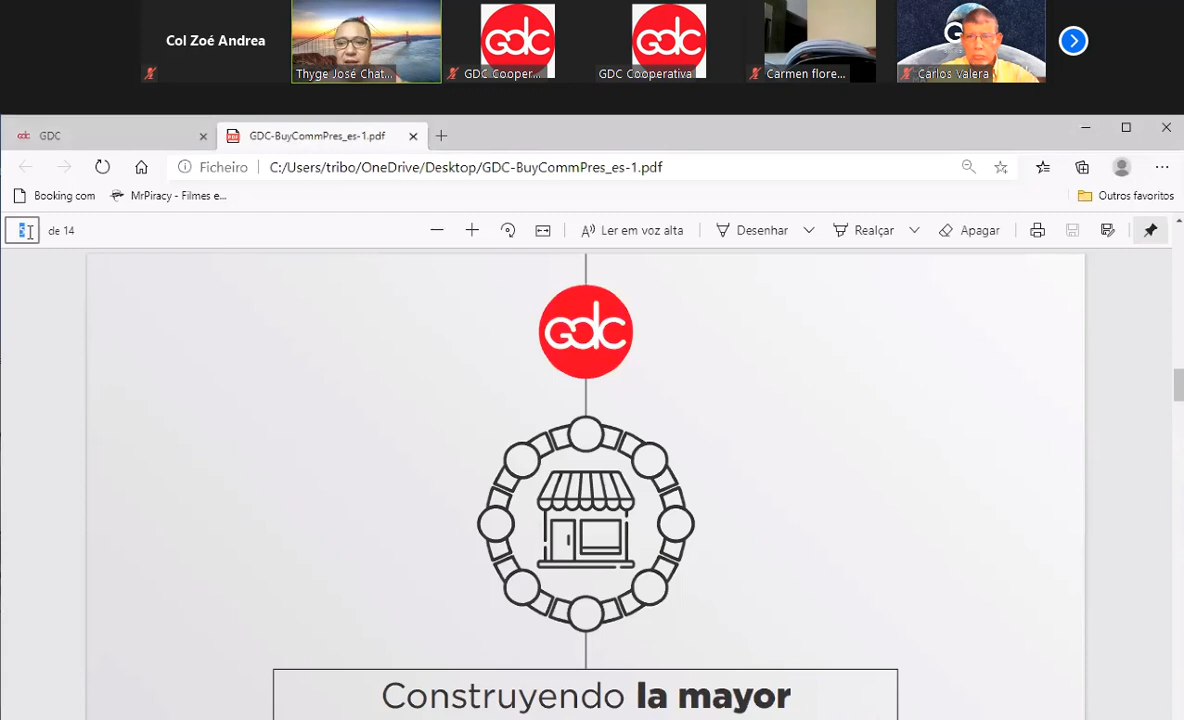 Col Zoé Andrea
Thyge José Chat...
GDC
GDC Cooper...
GDC
GDC Cooperativa
Carmen flore...
G
Carlos Valera
GDC GDC
GDC-BuyCommPres_es-1.pdf
Ficheiro
C:/Users/tribo/OneDrive/Desktop/GDC-BuyCommPres_es-1.pdf
Booking com
MrPiracy - Filmes e...
Outros favoritos
5 de 14
Ler em voz alta
Desenhar
Realçar
Apagar
GDC
Construyendo la mayor